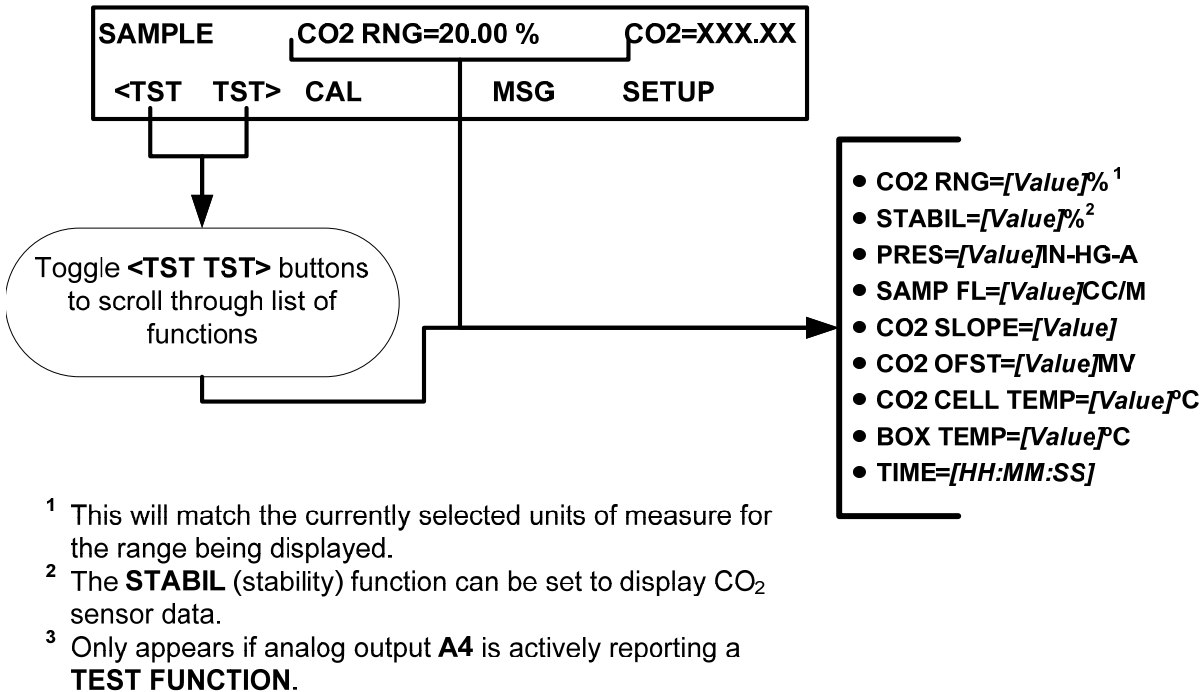 SAMPLE CO2 RNG=20.00 % CO2=XXX.XX
<TST TST> CAL MSG SETUP
Toggle <TST TST> buttons
to scroll through list of
functions
• CO2 RNG=[Value]% 1
• STABIL=[Value]%2
• PRES=[Value]IN-HG-A
• SAMP FL=[Value]CC/M
• CO2 SLOPE=[Value]
• CO2 OFST=[Value]MV
• CO2 CELL TEMP=[Value]ºC
• BOX TEMP=[Value]ºC
• TIME=[HH:MM:SS]
1 This will match the currently selected units of measure for
the range being displayed.
2 The STABIL (stability) function can be set to display CO2
sensor data.
3 Only appears if analog output A4 is actively reporting a
TEST FUNCTION.